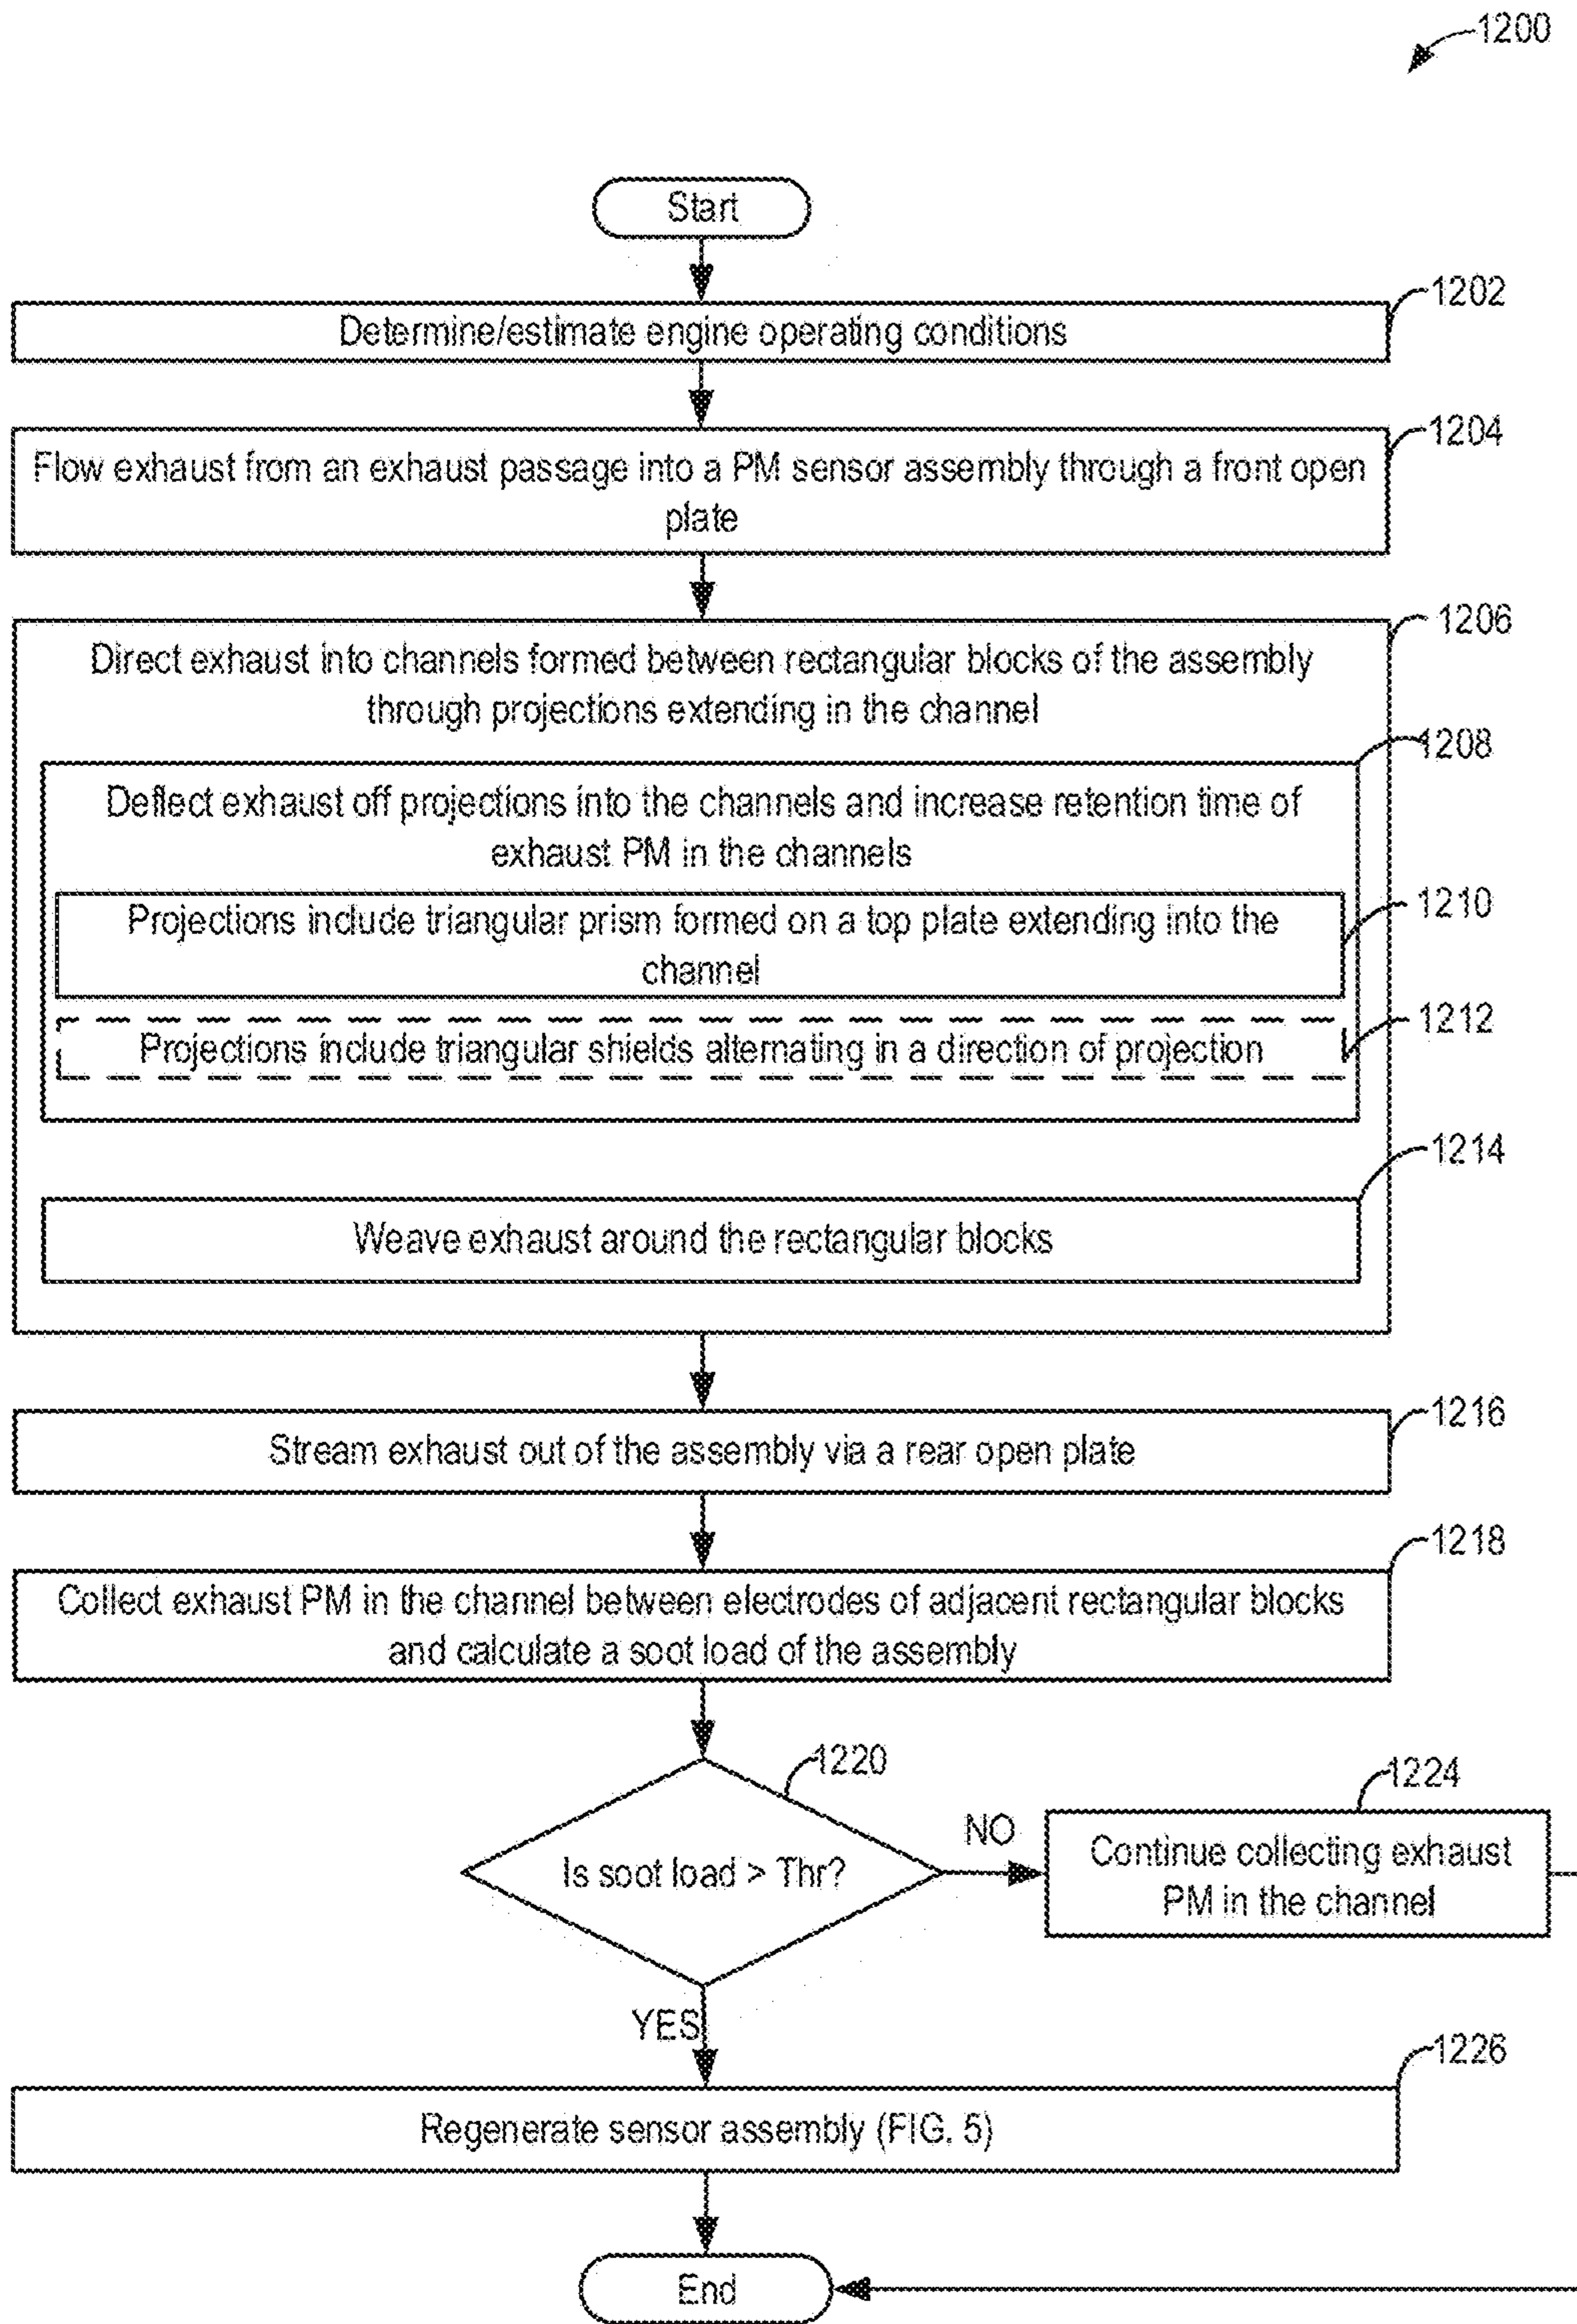 1200
Start
1202
Determine/estimate engine operating conditions
1204
Flow exhaust from an exhaust passage into a PM sensor assembly through a front open
plate
1206
Direct exhaust into channels formed between rectangular blocks of the assembly
through projections extending in the channel
1208
Deflect exhaust off projections into the channels and increase retention time of
exhaust PM in the channels
1210
Projections include triangular prism formed on a top plate extending into the
channel
1212
Projections include triangular shields alternating in a direction of projection
1214
Weave exhaust around the rectangular blocks
1216
Stream exhaust out of the assembly via a rear open plate
1218
Collect exhaust PM in the channel between electrodes of adjacent rectangular blocks
and calculate a soot load of the assembly
1220
Is soot load > Thr?
NO
1224
Continue collecting exhaust
PM in the channel
YES
1226
Regenerate sensor assembly (FIG. 5)
End